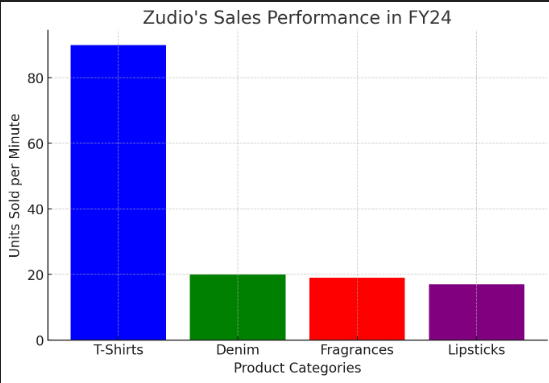 Zudio's Sales Performance in FY24
Units Sold per Minute
80
60
40
20
0
T-Shirts Denim Fragrances Lipsticks
Product Categories